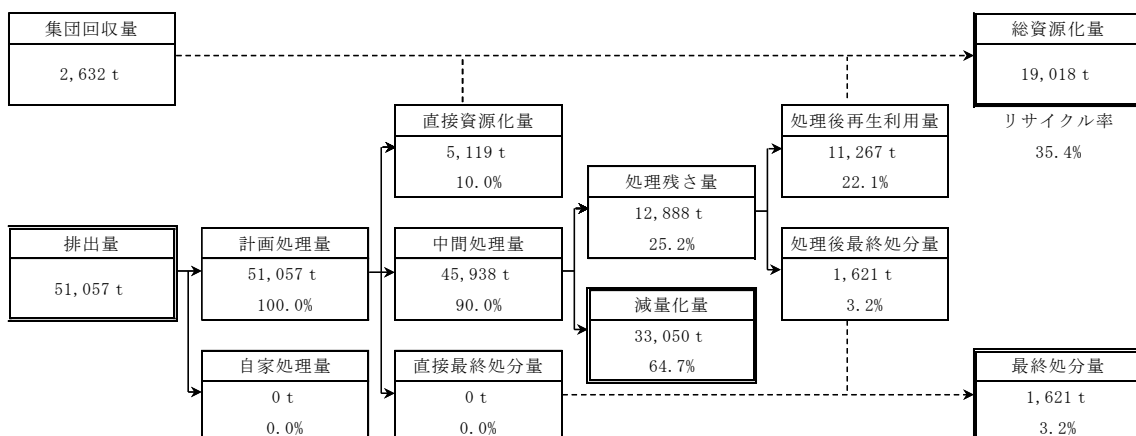 集団回収量
2,632 t
総資源化量
19,018 t
リサイクル率
35.4%
直接資源化量
5,119 t
10.0%
処理後再生利用量
11,267 t
22.1%
処理残さ量
12,888 t
25.2%
排出量
51,057 t
計画処理量
51,057 t
100.0%
中間処理量
45,938 t
90.0%
処理後最終処分量
1,621 t
3.2%
減量化量
33,050 t
64.7%
自家処理量
0 t
0.0%
直接最終処分量
0 t
0.0%
最終処分量
1,621 t
3.2%